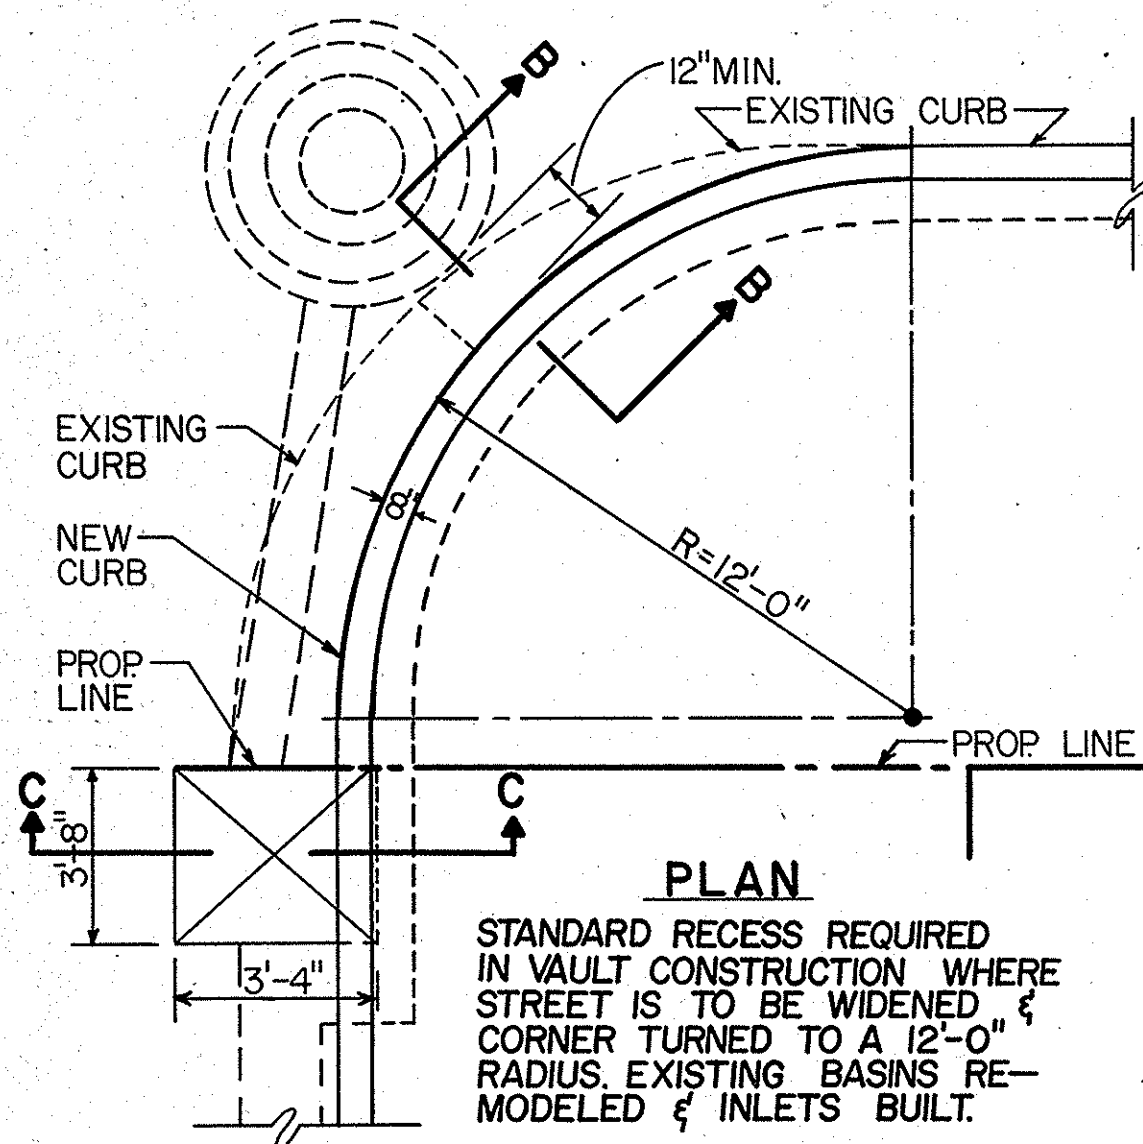 B
12" MIN.
EXISTING CURB
B
EXISTING
CURB
8"
NEW
CURB
R=12'-0"
PROP.
LINE
PROP. LINE
C
C
3'-8"
3'-4"
PLAN
STANDARD RECESS REQUIRED
IN VAULT CONSTRUCTION WHERE
STREET IS TO BE WIDENED &
CORNER TURNED TO A 12'-0"
RADIUS. EXISTING BASINS RE-
MODELED & INLETS BUILT.